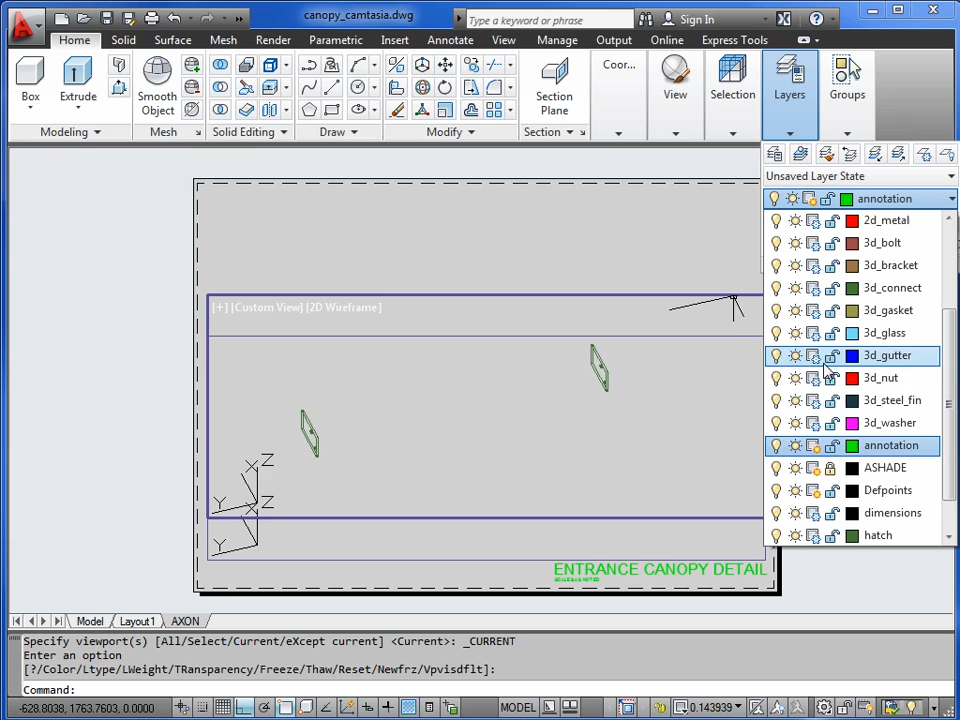 canopy_camtasia.dwg
Type a keyword or phrase
Sign In
Home Solid Surface Mesh Render Parametric Insert Annotate View Manage Output Online Express Tools
Box
Extrude
Smooth
Object
Section
Plane
Coor...
View
Selection
Layers
Groups
Modeling
Mesh
Solid Editing
Draw
Modify
Section
Unsaved Layer State
annotation
2d_metal
3d_bolt
3d_bracket
3d_connect
3d_gasket
3d_glass
3d_gutter
3d_nut
3d_steel_fin
3d_washer
annotation
ASHADE
Defpoints
dimensions
hatch
[+] [Custom View] [2D Wireframe]
X Z
Y
X Z
Y
ENTRANCE CANOPY DETAIL
Model Layout1 AXON
Specify viewport(s) [All/Select/Current/eXcept current] <Current>: _CURRENT
Enter an option
[?/Color/Ltype/LWeight/TRansparency/Freeze/Thaw/Reset/Newfrz/Vpvisdflt]:
Command:
-628.8038, 1763.7603, 0.0000
MODEL
0.143939